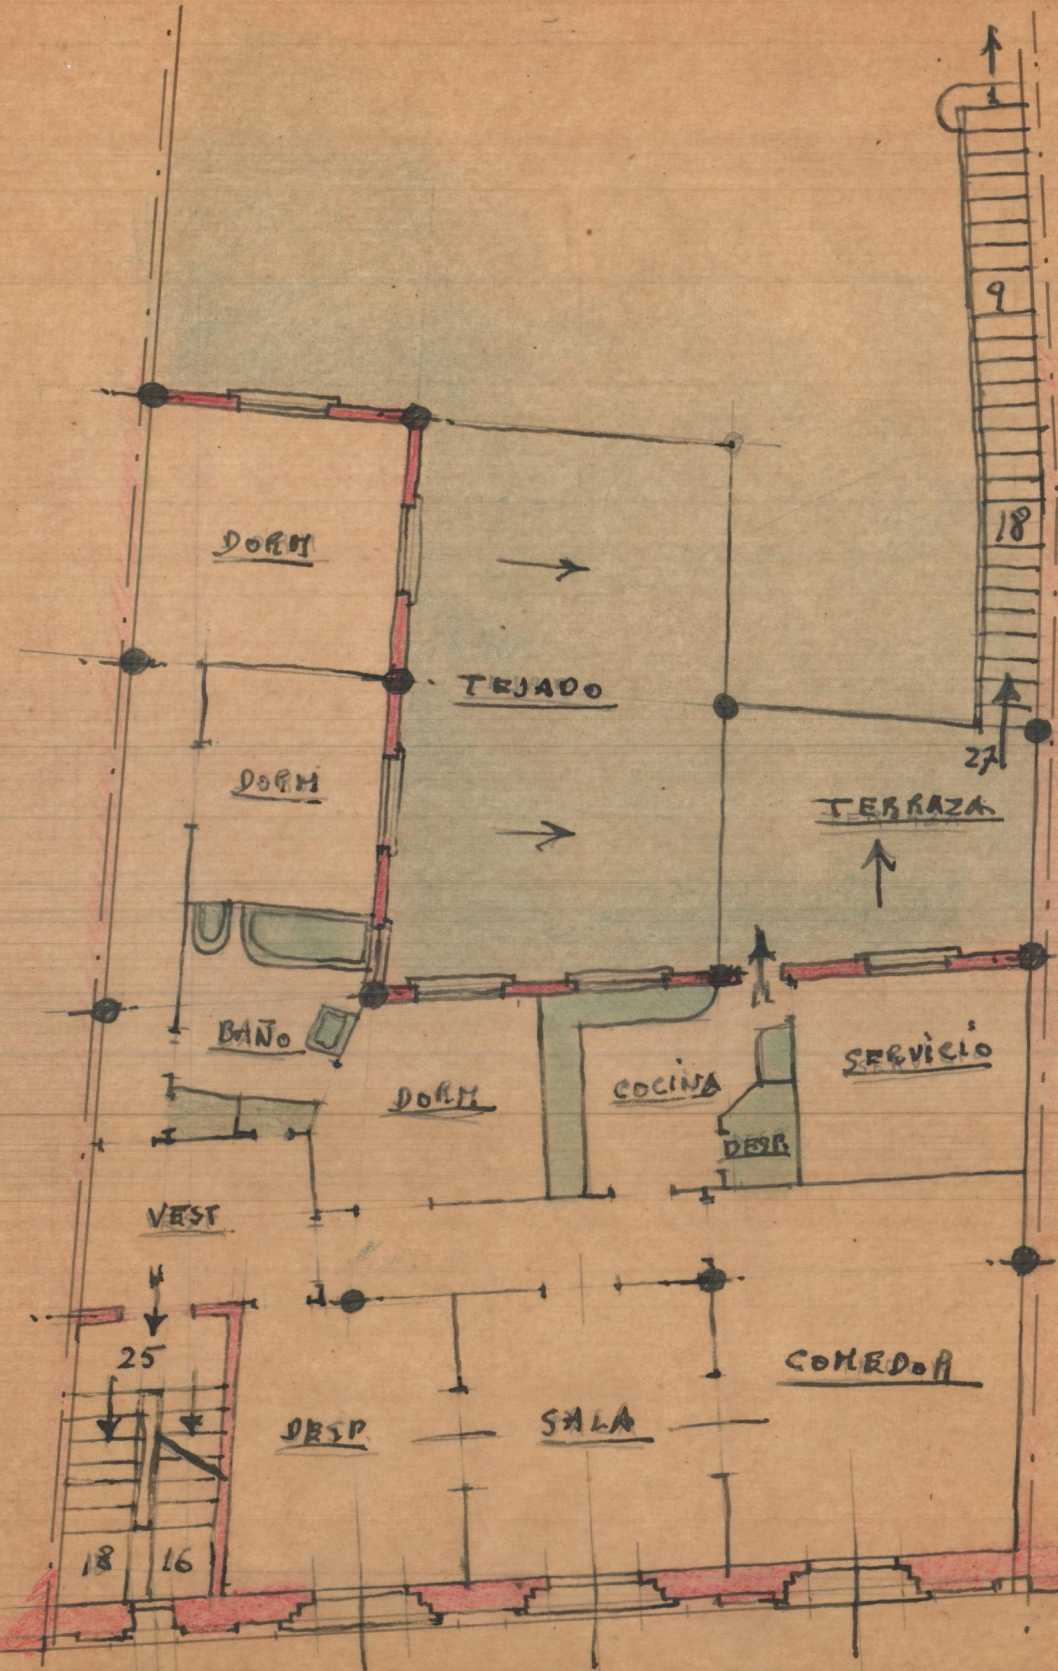 1
9
18
DORM
TEJADO
27
DORM
TERRAZA
BAÑO
DORM
COCINA
SERVICIO
DESP.
VEST
25
COMEDOR
DESP.
SALA
18
16